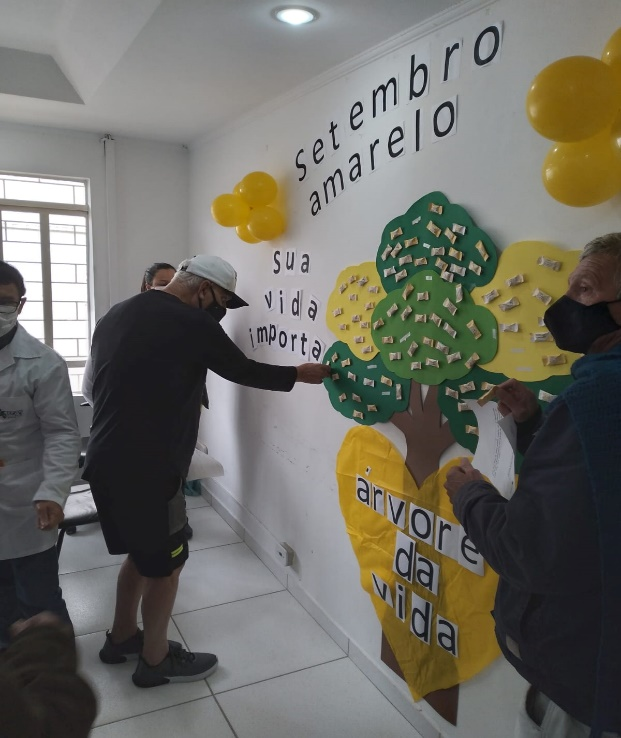 Setembro
amarelo
sua
vida
importa
árvore
da
vida